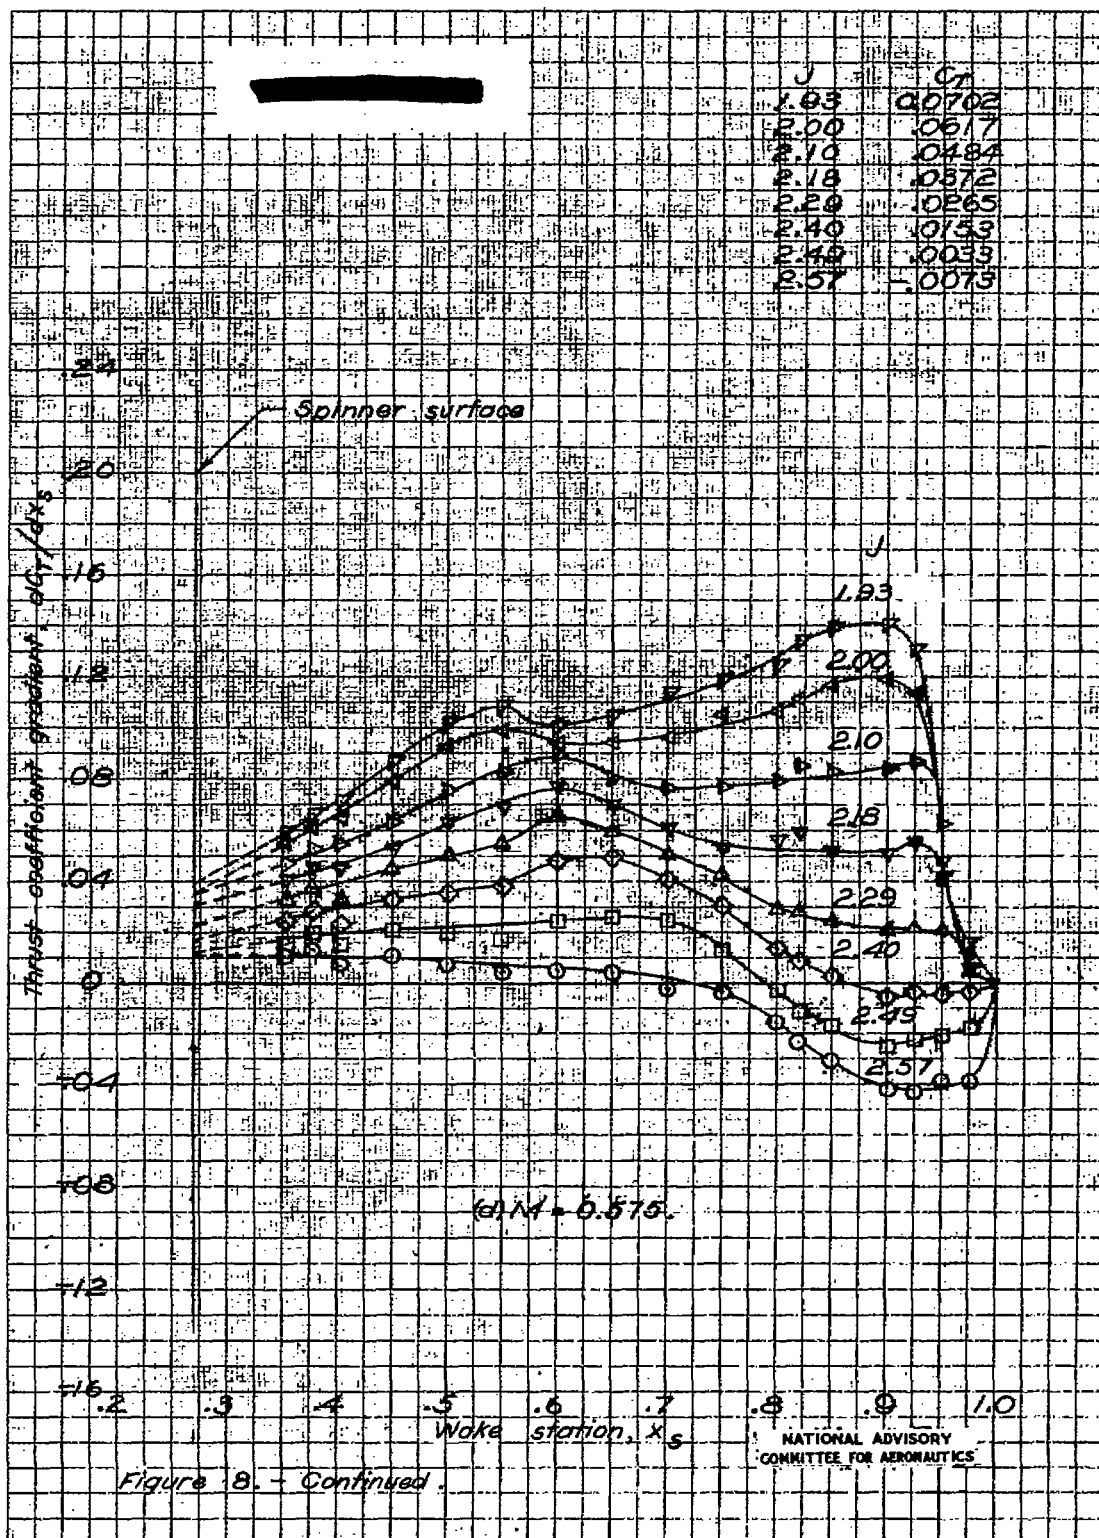 J C_T
1.93 0.0702
2.00 .0617
2.10 .0484
2.18 .0372
2.29 .0265
2.40 .0153
2.49 .0033
2.57 -.0073
.24
Spinner surface
.20
.16
J
1.93
.12
2.00
2.10
.08
2.18
.04
2.29
2.40
0
2.49
2.57
-.04
-.08
(d) M = 0.575.
-.12
-.16
Thrust coefficient gradient, dC_T/dx_s
.2 .3 .4 .5 .6 .7 .8 .9 1.0
Wake station, x_s
NATIONAL ADVISORY
COMMITTEE FOR AERONAUTICS
Figure 8. - Continued.